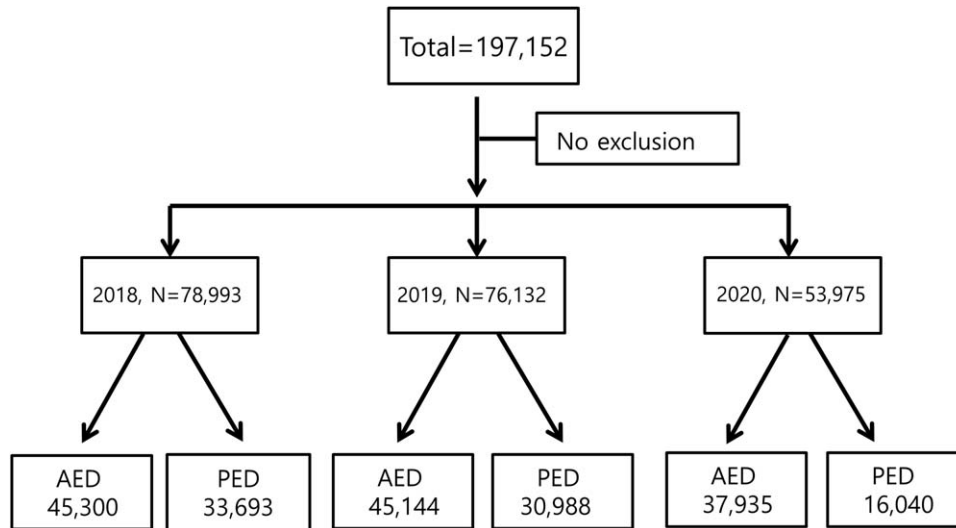 Total=197,152
No exclusion
2018, N=78,993
2019, N=76,132
2020, N=53,975
AED
45,300
PED
33,693
AED
45,144
PED
30,988
AED
37,935
PED
16,040